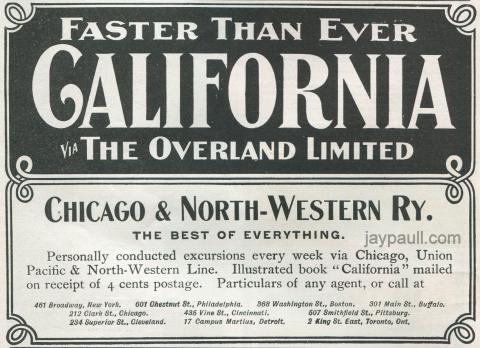 FASTER THAN EVER
CALIFORNIA
VIA THE OVERLAND LIMITED
CHICAGO & NORTH-WESTERN RY.
THE BEST OF EVERYTHING.
jaypaull.com
Personally conducted excursions every week via Chicago, Union
Pacific & North-Western Line. Illustrated book "California" mailed
on receipt of 4 cents postage. Particulars of any agent, or call at
461 Broadway, New York. 601 Chestnut St., Philadelphia. 368 Washington St., Boston. 301 Main St., Buffalo.
212 Clark St., Chicago. 435 Vine St., Cincinnati. 507 Smithfield St., Pittsburg.
234 Superior St., Cleveland. 17 Campus Martius, Detroit. 2 King St. East, Toronto, Ont.